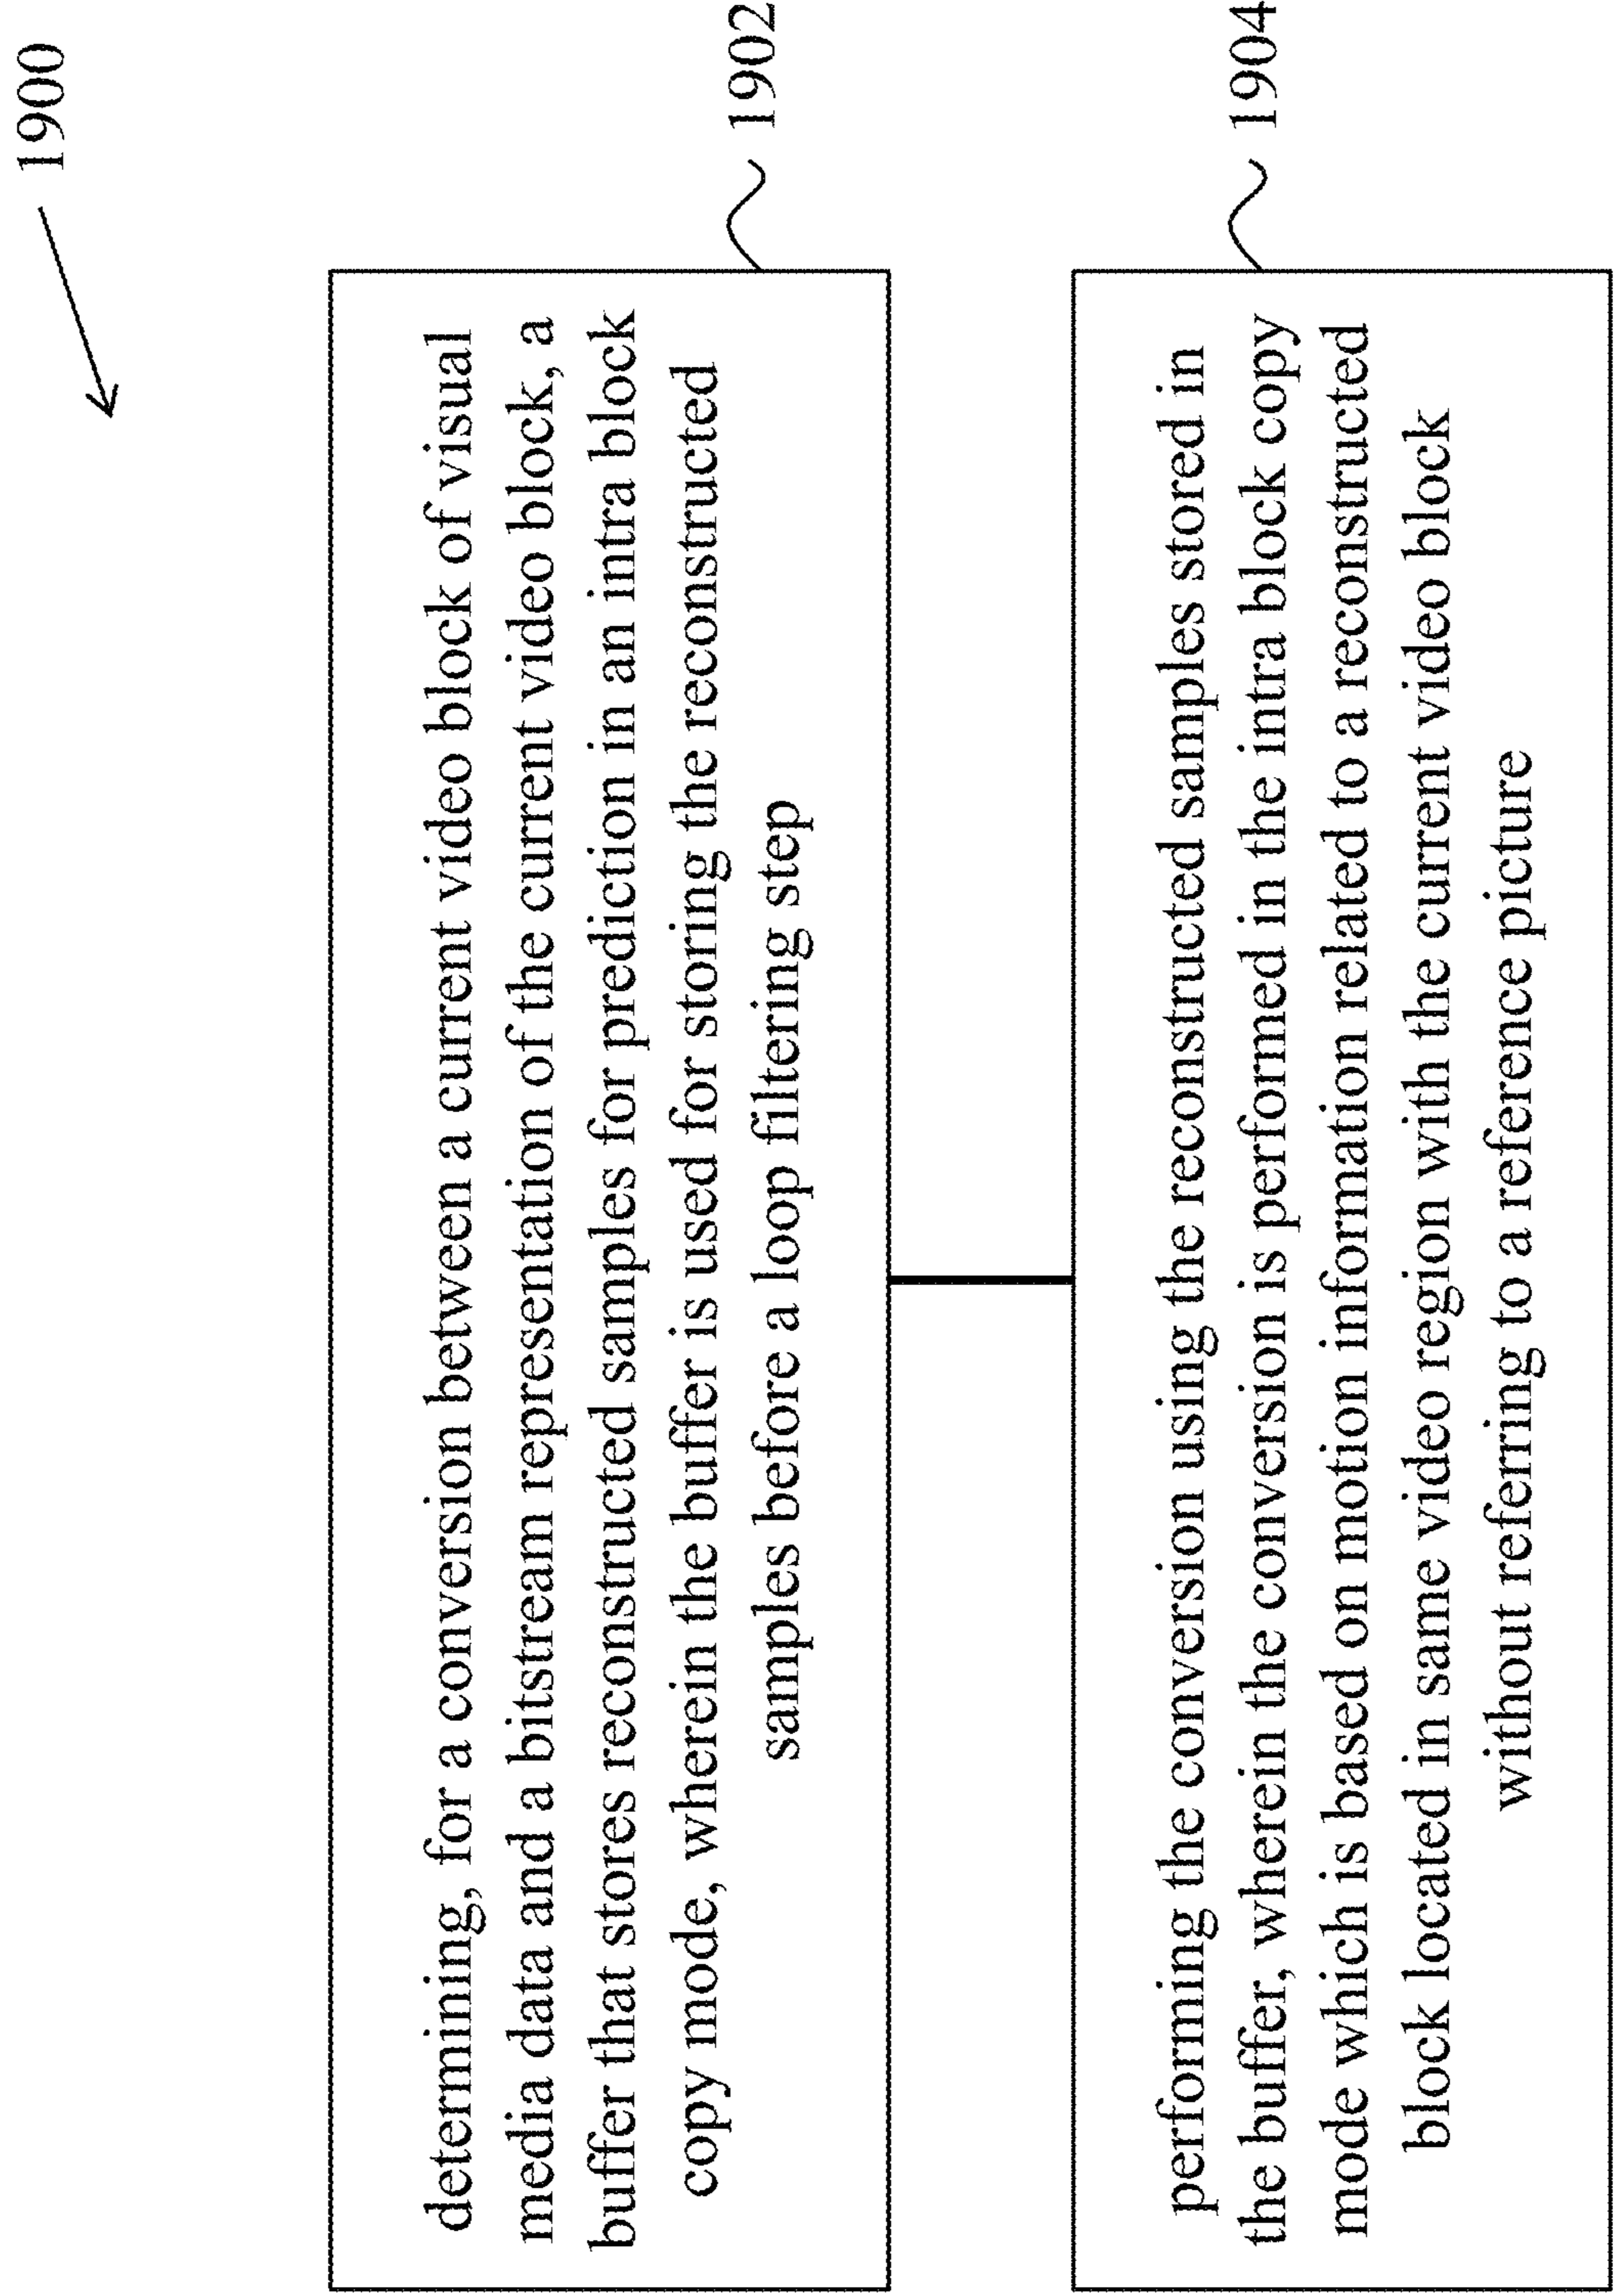 1900
determining, for a conversion between a current video block of visual
media data and a bitstream representation of the current video block, a
buffer that stores reconstructed samples for prediction in an intra block
copy mode, wherein the buffer is used for storing the reconstructed
samples before a loop filtering step
1902
performing the conversion using the reconstructed samples stored in
the buffer, wherein the conversion is performed in the intra block copy
mode which is based on motion information related to a reconstructed
block located in same video region with the current video block
without referring to a reference picture
1904